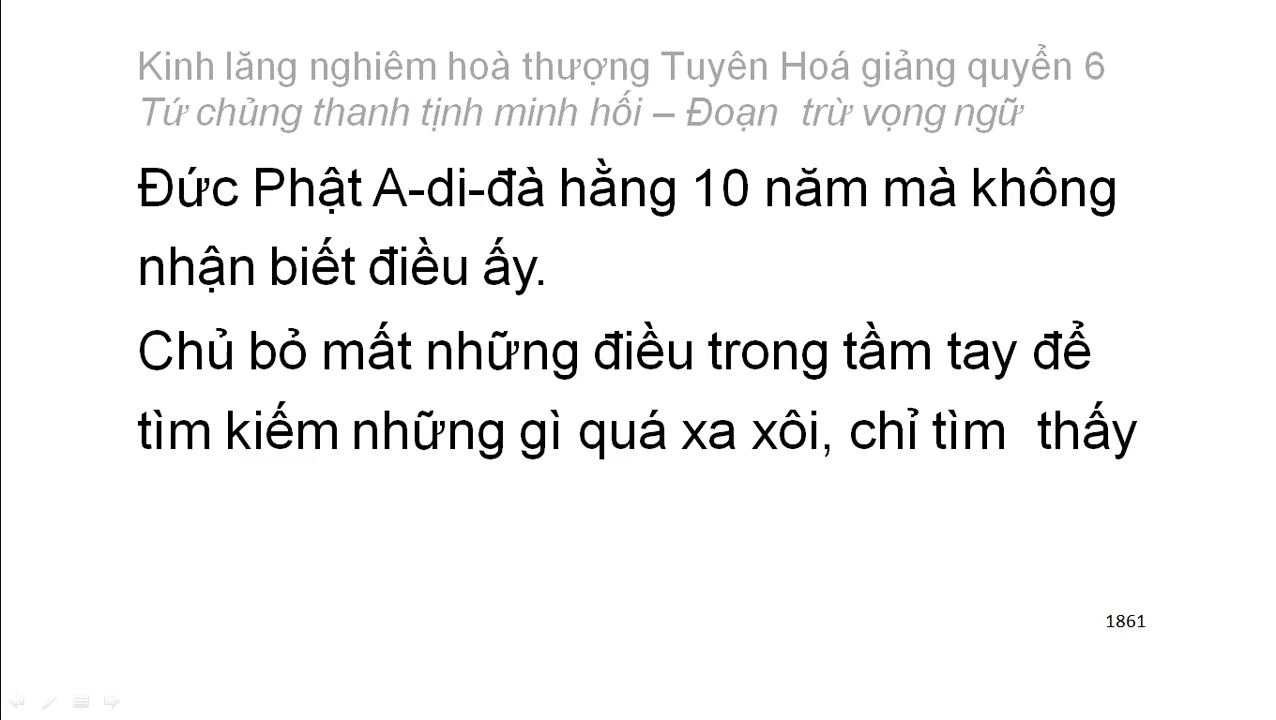 Kinh lăng nghiêm hoà thượng Tuyên Hoá giảng quyển 6
Tứ chủng thanh tịnh minh hối – Đoạn trừ vọng ngữ
Đức Phật A-di-đà hằng 10 năm mà không
nhận biết điều ấy.
Chủ bỏ mất những điều trong tầm tay để
tìm kiếm những gì quá xa xôi, chỉ tìm thấy
1861